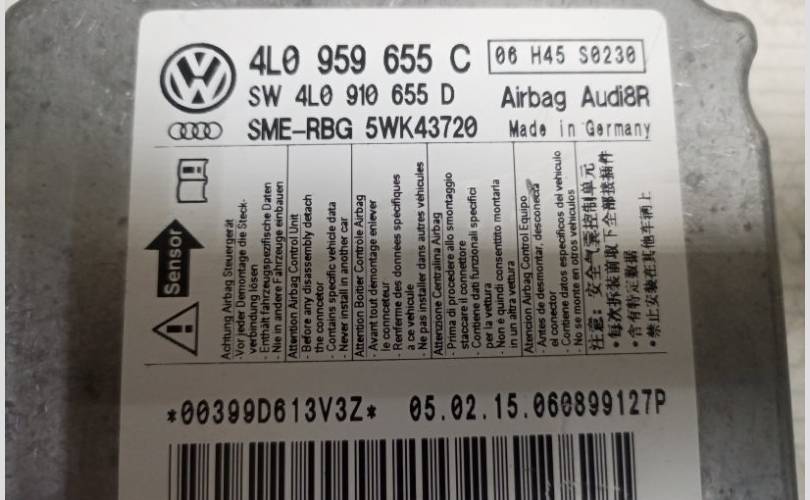 4L0 959 655 C
06 H45 S0230
SW 4L0 910 655 D
Airbag Audi8R
SME-RBG 5WK43720
Made in Germany
Sensor
Achtung Airbag Steuergerät
-Vor jeder Demontage die Steck-
verbindung lösen
- Enthält fahrzeugspezifische Daten
- Nie in andere Fahrzeuge einbauen
Attention Airbag Control Unit
- Before any disassembly detach
the conncetor
- Contains specific vehicle data
- Never install in another car
Attention Boitier Controle Airbag
- Avant tout démontage enlever
le connceteur
- Renferme des donnees spécifiques
a ce véhicule
- Ne pas installer dans autres véhicules
Attenzione Centralina Airbag
- Prima di procedere allo smontaggio
staccare il connettore
- Contiene dati funzionali specifici
per la vettura
- Non é quindi consentito montarla
in un altra vettura
Atencion Airbag Control Equipo
- Antes de desmontar, desconecta
el conector
- Contiene datos especificos del vehiculo
No se monte en otros vehiculos
注意: 安全气囊控制单元
• 每次拆装前取下全部接插件
• 含有特定数据
• 禁止安装在其他车辆上
*00399D613V3Z*
05.02.15.060899127P